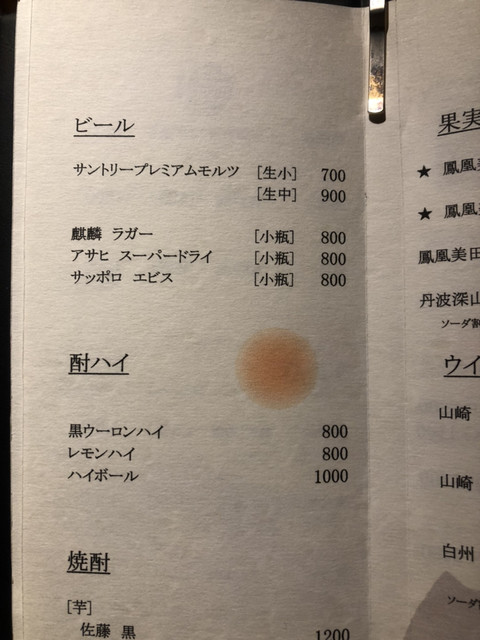 ビール
サントリープレミアムモルツ [生小] 700
[生中] 900
麒麟 ラガー [小瓶] 800
アサヒ スーパードライ [小瓶] 800
サッポロ エビス [小瓶] 800
酎ハイ
黒ウーロンハイ 800
レモンハイ 800
ハイボール 1000
焼酎
[芋]
佐藤 黒 1200
果実
★ 鳳凰美
★ 鳳凰
鳳凰美田
丹波深山
ソーダ割
ウイ
山崎
山崎
白州
ソーダ